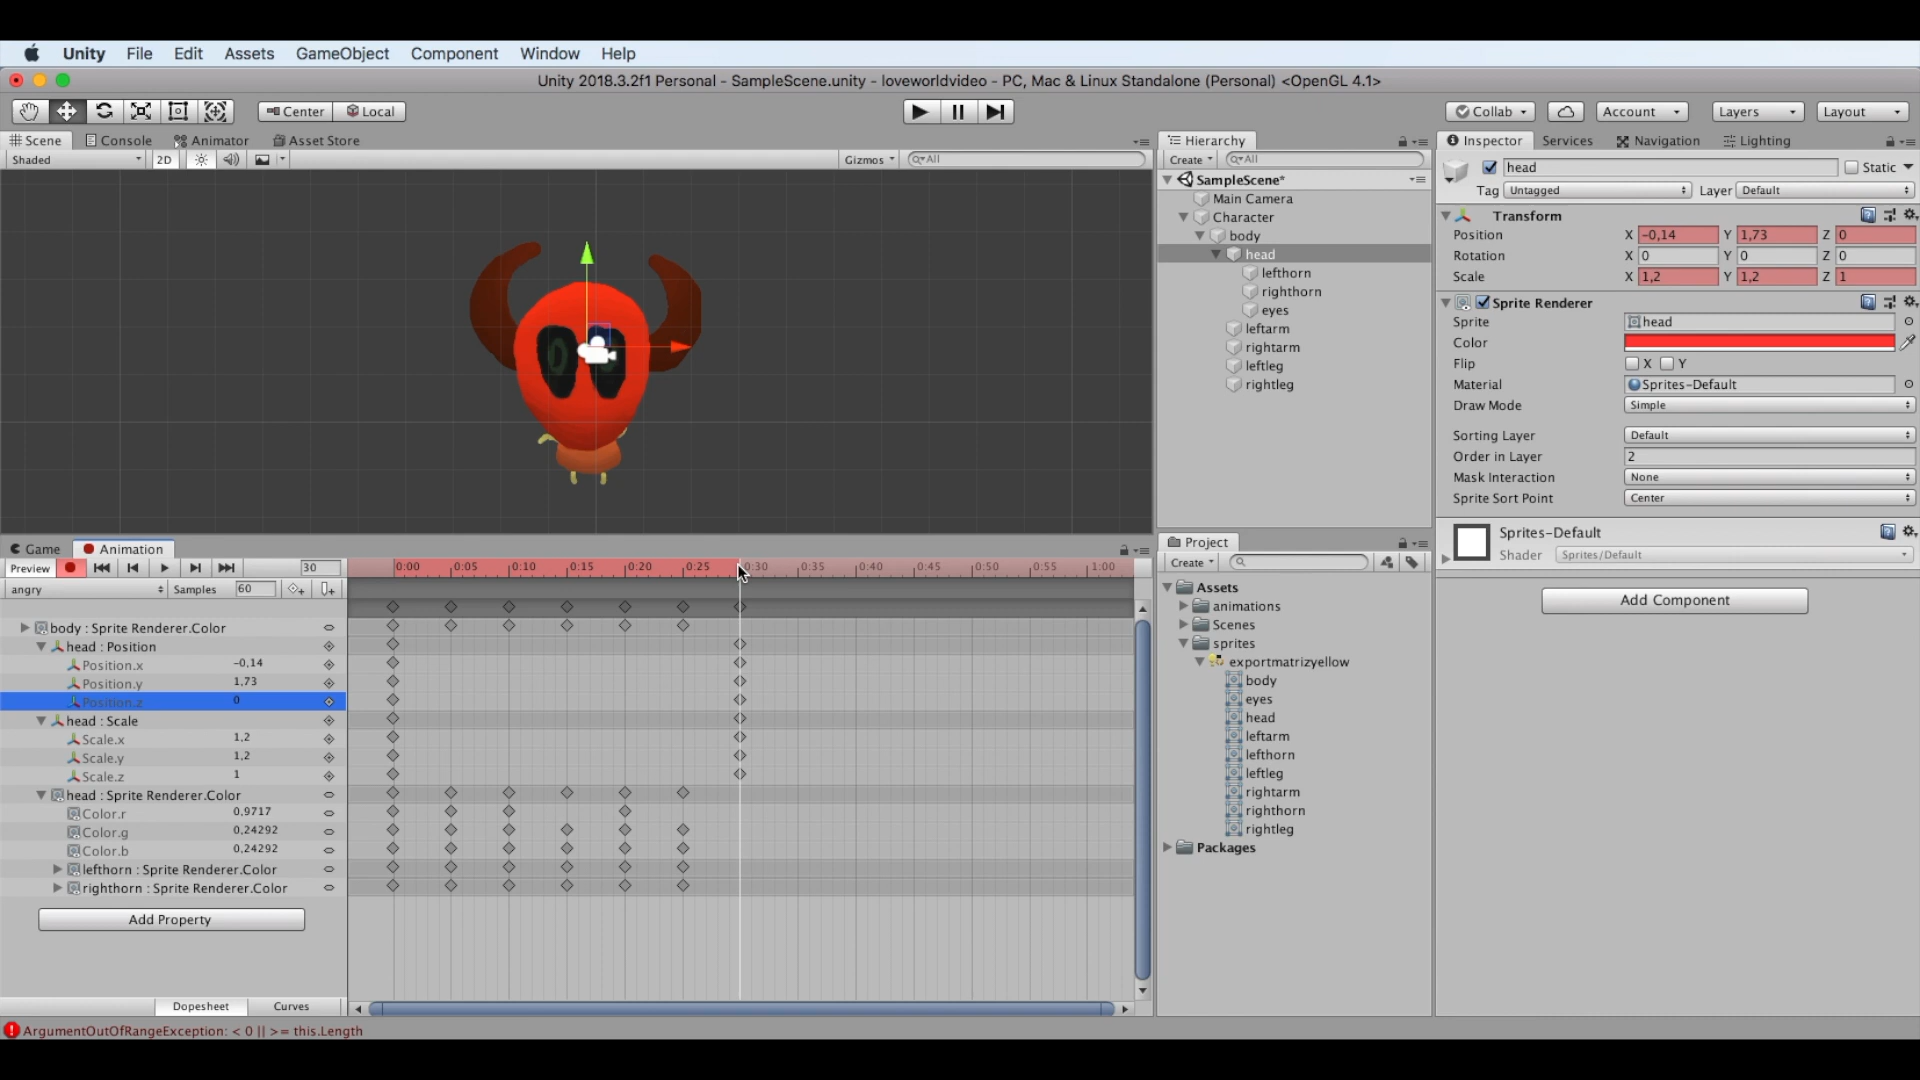 Unity File Edit Assets GameObject Component Window Help
Unity 2018.3.2f1 Personal - SampleScene.unity - loveworldvideo - PC, Mac & Linux Standalone (Personal) <OpenGL 4.1>
Center Local Collab Account Layers Layout
Scene Console Animator Asset Store
Shaded 2D Gizmos All
Hierarchy
Create All
SampleScene*
Main Camera
Character
body
head
lefthorn
righthorn
eyes
leftarm
rightarm
leftleg
rightleg
Inspector Services Navigation Lighting
head Static
Tag Untagged Layer Default
Transform
Position X -0,14 Y 1,73 Z 0
Rotation X 0 Y 0 Z 0
Scale X 1,2 Y 1,2 Z 1
Sprite Renderer
Sprite head
Color
Flip X Y
Material Sprites-Default
Draw Mode Simple
Sorting Layer Default
Order in Layer 2
Mask Interaction None
Sprite Sort Point Center
Sprites-Default
Shader Sprites/Default
Add Component
Game Animation
Preview 30 0:00 0:05 0:10 0:15 0:20 0:25 0:30 0:35 0:40 0:45 0:50 0:55 1:00
angry Samples 60
body : Sprite Renderer.Color
head : Position
Position.x -0,14
Position.y 1,73
Position.z 0
head : Scale
Scale.x 1,2
Scale.y 1,2
Scale.z 1
head : Sprite Renderer.Color
Color.r 0,9717
Color.g 0,24292
Color.b 0,24292
lefthorn : Sprite Renderer.Color
righthorn : Sprite Renderer.Color
Add Property
Dopesheet Curves
Project
Create
Assets
animations
Scenes
sprites
exportmatrizyellow
body
eyes
head
leftarm
lefthorn
leftleg
rightarm
righthorn
rightleg
Packages
ArgumentOutOfRangeException: < 0 || >= this.Length